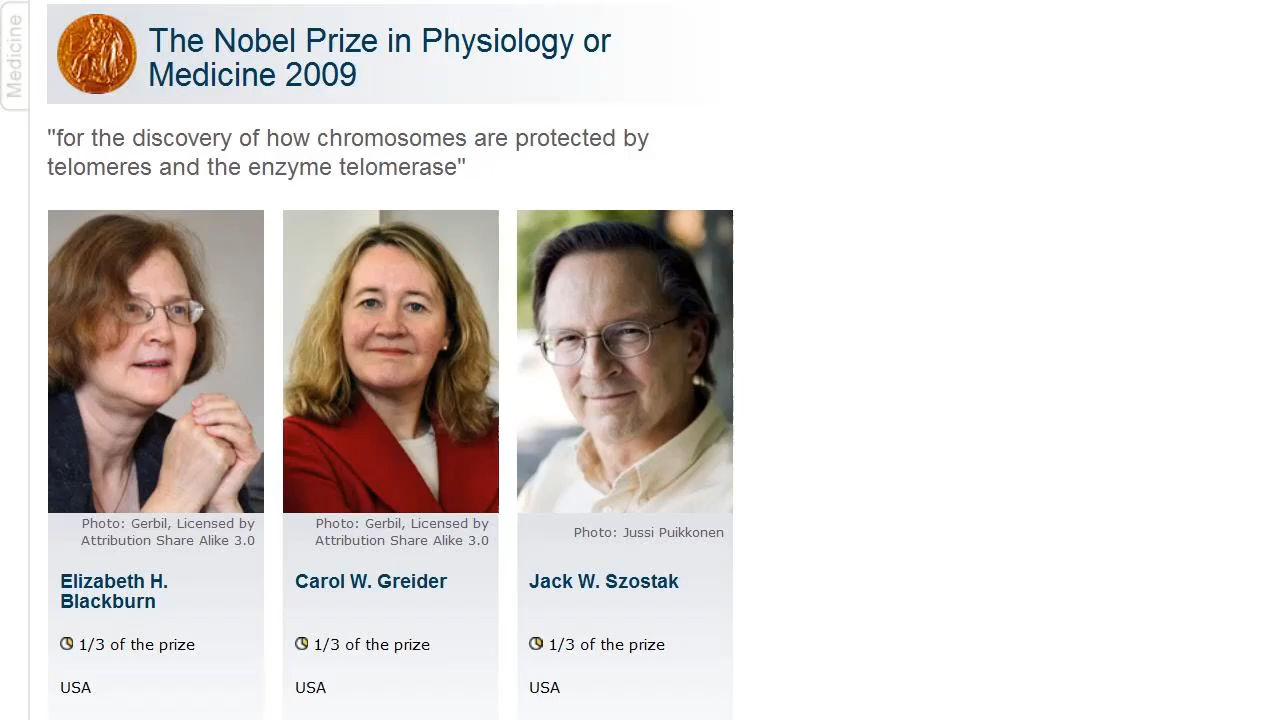 Medicine
The Nobel Prize in Physiology or
Medicine 2009
"for the discovery of how chromosomes are protected by
telomeres and the enzyme telomerase"
Photo: Gerbil, Licensed by
Attribution Share Alike 3.0
Elizabeth H.
Blackburn
1/3 of the prize
USA
Photo: Gerbil, Licensed by
Attribution Share Alike 3.0
Carol W. Greider
1/3 of the prize
USA
Photo: Jussi Puikkonen
Jack W. Szostak
1/3 of the prize
USA